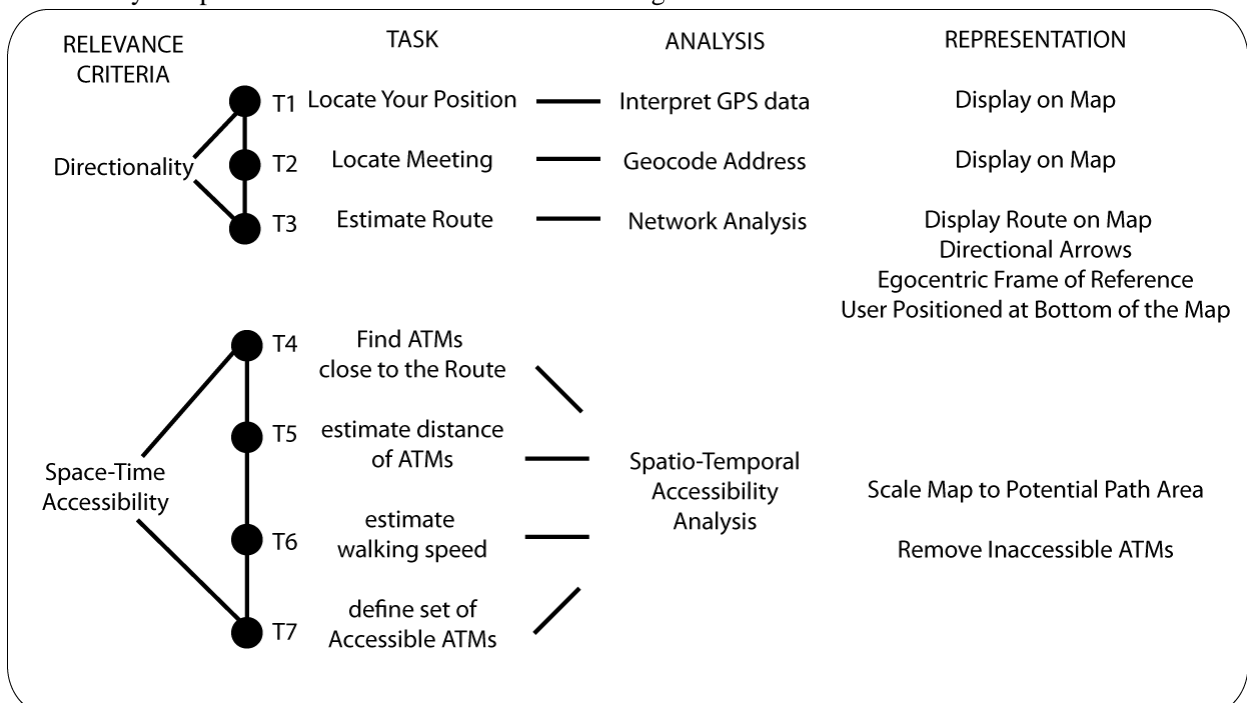 RELEVANCE CRITERIA
TASK
ANALYSIS
REPRESENTATION
Directionality
T1
Locate Your Position
Interpret GPS data
Display on Map
T2
Locate Meeting
Geocode Address
Display on Map
T3
Estimate Route
Network Analysis
Display Route on Map
Directional Arrows
Egocentric Frame of Reference
User Positioned at Bottom of the Map
Space-Time
Accessibility
T4
Find ATMs
close to the Route
T5
estimate distance
of ATMs
T6
estimate
walking speed
T7
define set of
Accessible ATMs
Spatio-Temporal
Accessibility
Analysis
Scale Map to Potential Path Area
Remove Inaccessible ATMs